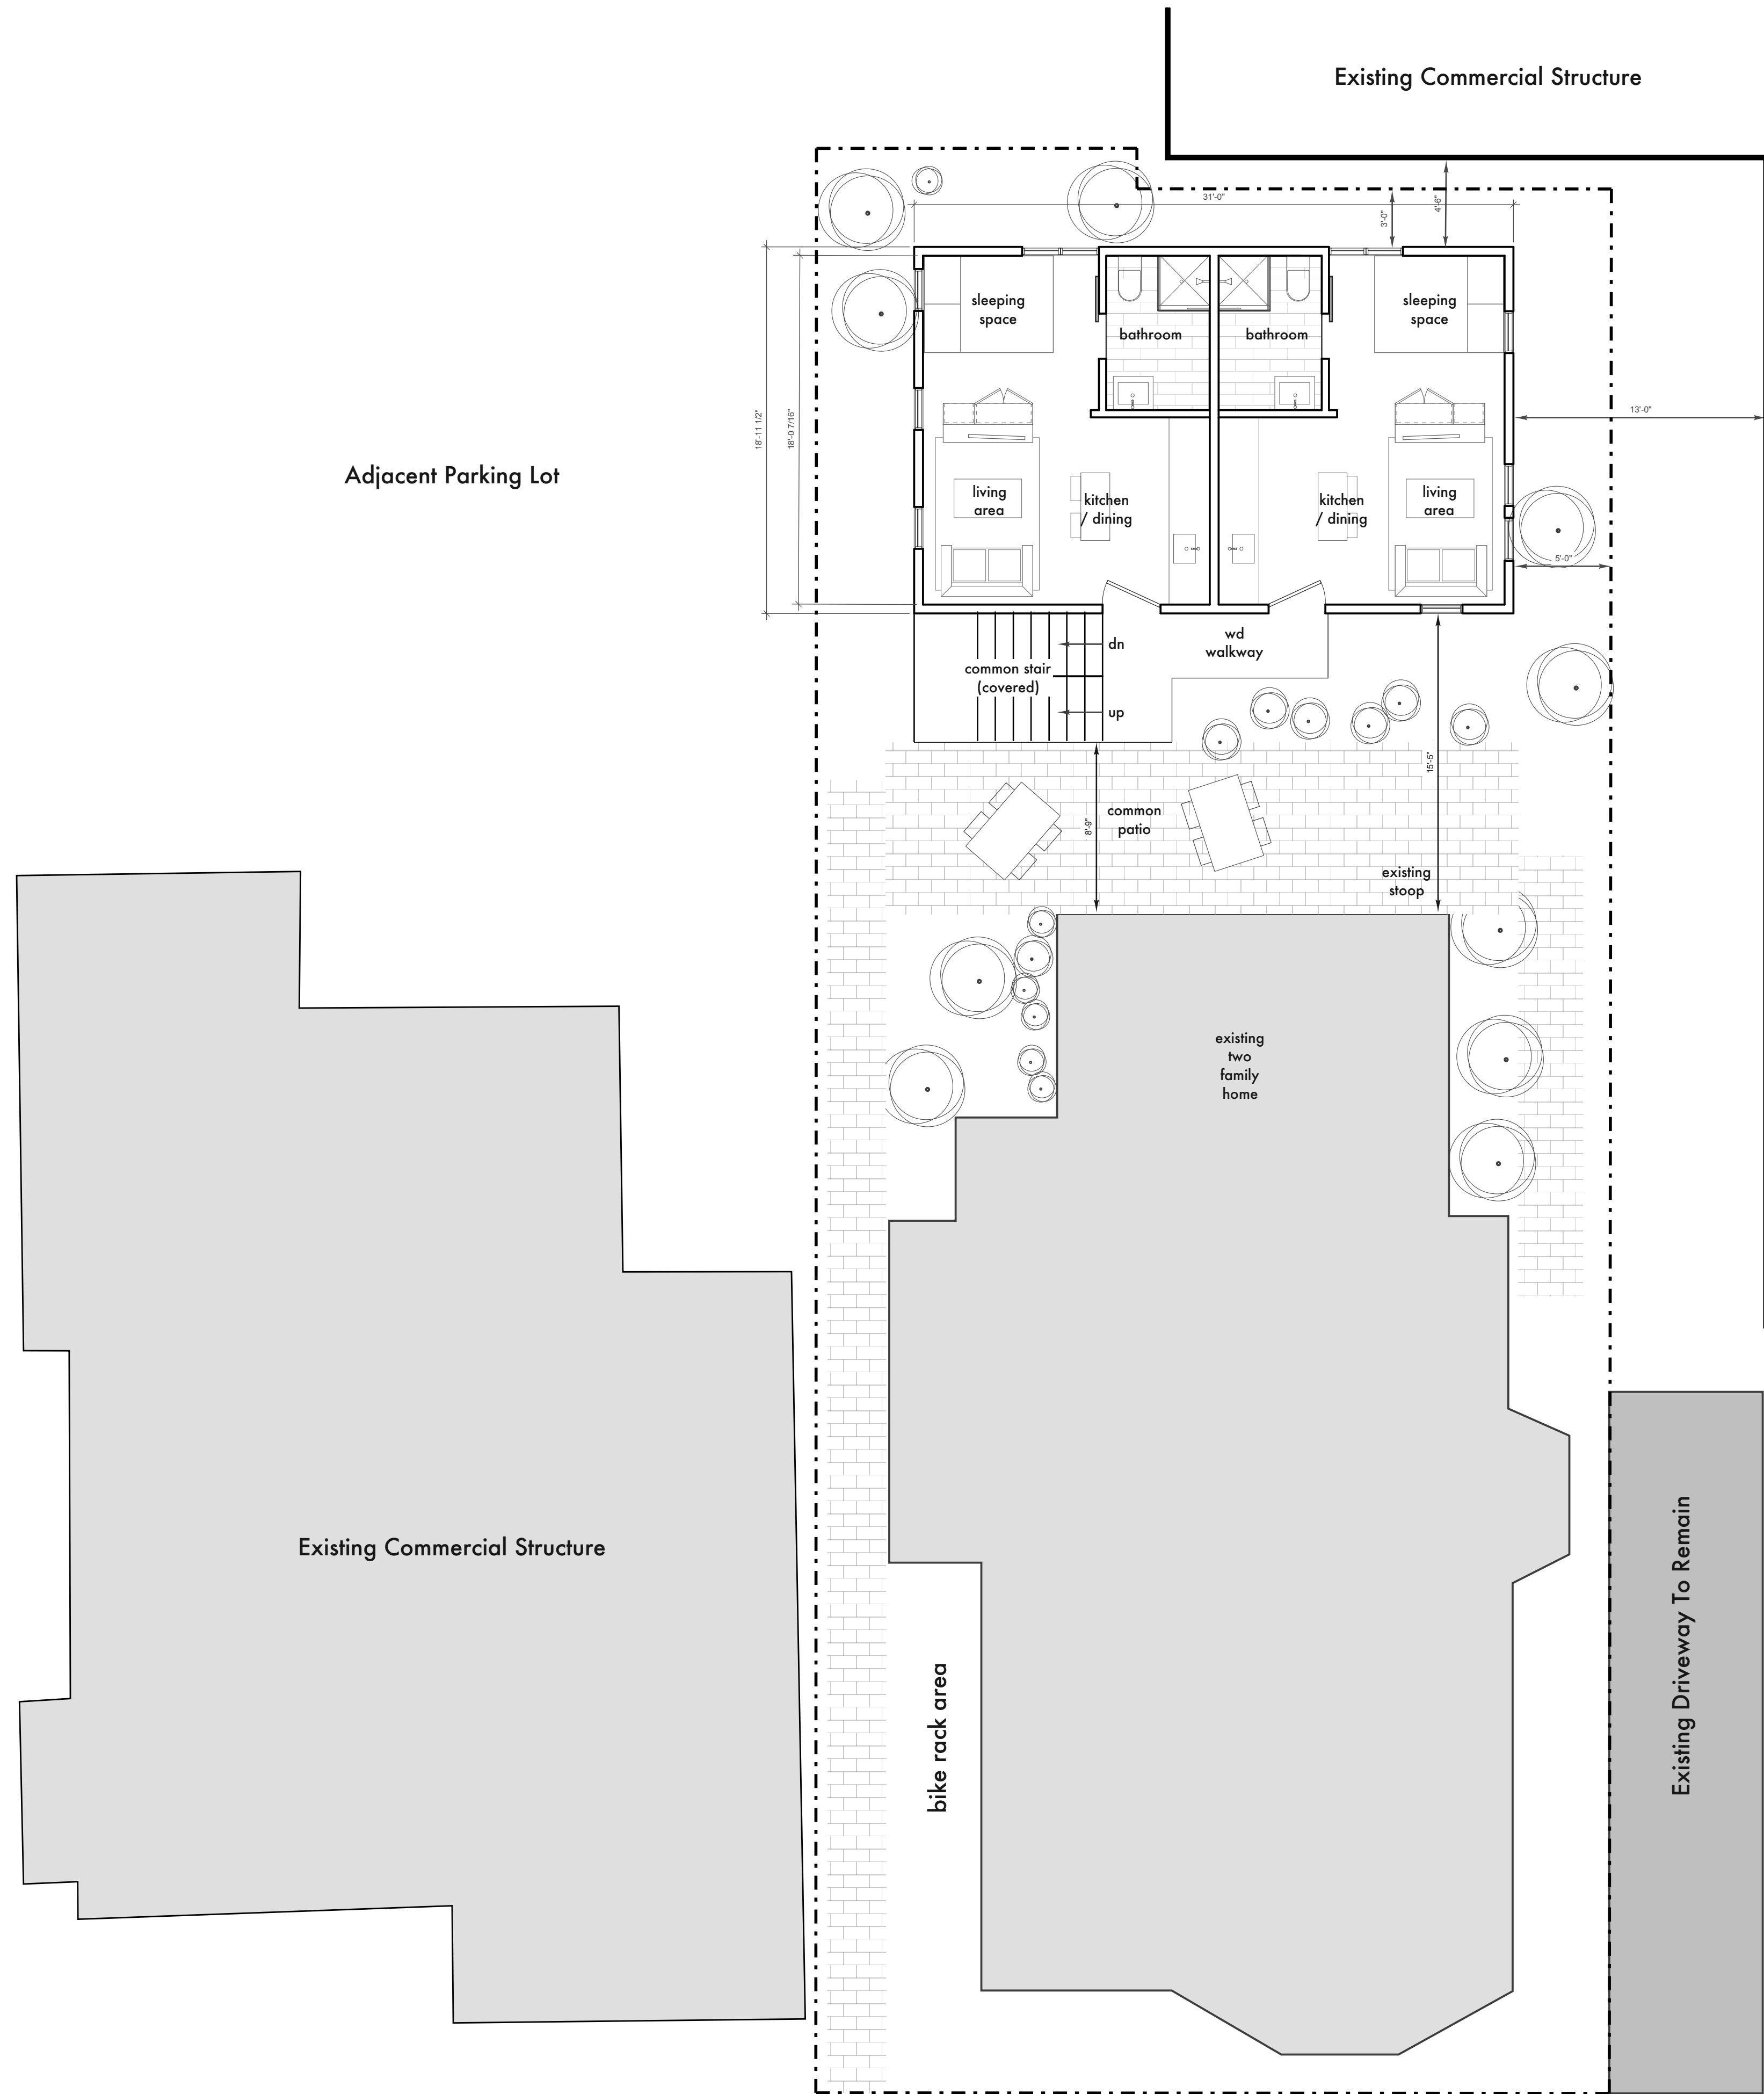 Existing Commercial Structure
31'-0"
3'-0"
4'-6"
sleeping
space
bathroom
bathroom
sleeping
space
18'-11 1/2"
18'-0 7/16"
13'-0"
Adjacent Parking Lot
living
area
kitchen
/ dining
kitchen
/ dining
living
area
5'-0"
dn
wd
walkway
common stair
(covered)
up
15'-5"
8'-9"
common
patio
existing
stoop
existing
two
family
home
Existing Commercial Structure
bike rack area
Existing Driveway To Remain